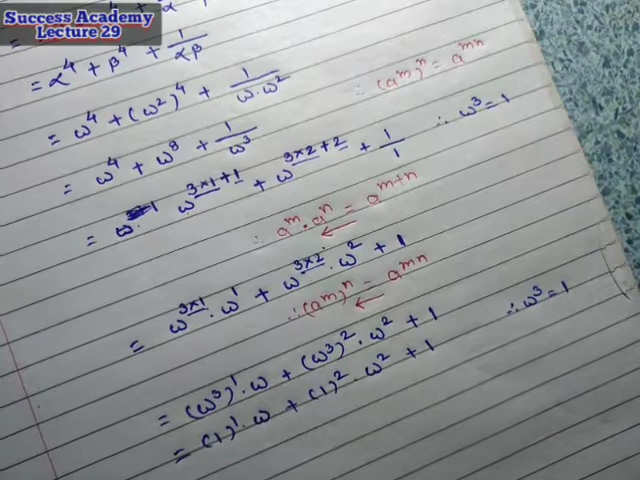 Success Academy
Lecture 29
= α⁴ + β⁴ + 1/αβ
= ω⁴ + (ω²)⁴ + 1/ω·ω² ∴ (aᵐ)ⁿ = aᵐⁿ
= ω⁴ + ω⁸ + 1/ω³
= ω^(3×1+1) + ω^(3×2+2) + 1/1 ∴ ω³=1
∴ aᵐ·aⁿ = aᵐ⁺ⁿ
= ω^(3×1)·ω¹ + ω^(3×2)·ω² + 1
∴ (aᵐ)ⁿ = aᵐⁿ
= (ω³)¹·ω + (ω³)²·ω² + 1 ∴ ω³=1
= (1)¹·ω + (1)²·ω² + 1